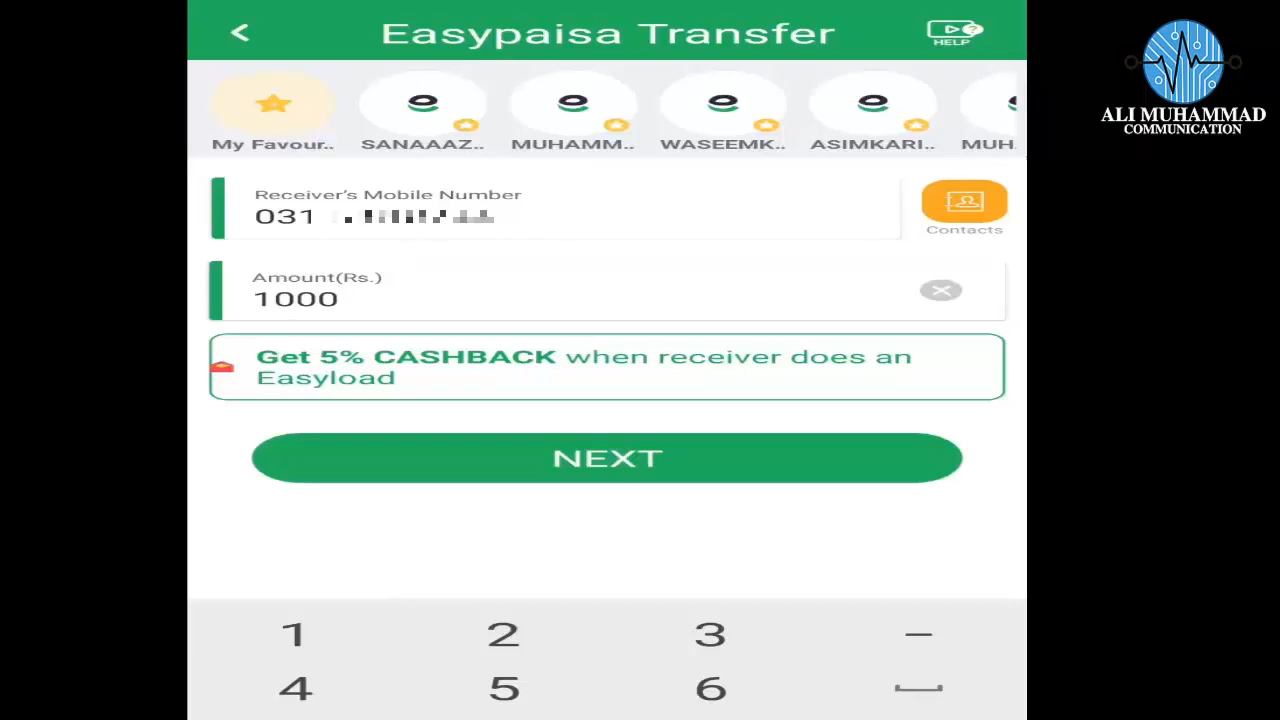 Easypaisa Transfer
HELP
ALI MUHAMMAD
COMMUNICATION
My Favour..
SANAAAZ..
MUHAMM..
WASEEMK..
ASIMKARI..
MUH
Receiver's Mobile Number
031
Contacts
Amount(Rs.)
1000
Get 5% CASHBACK when receiver does an
Easyload
NEXT
1 2 3 –
4 5 6